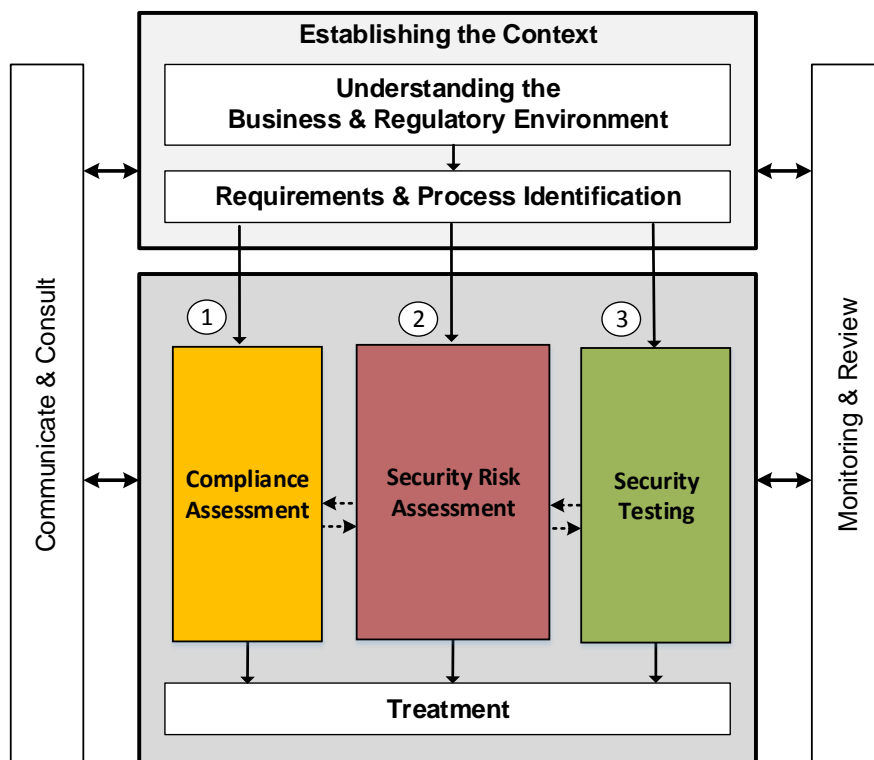 Establishing the Context
Understanding the
Business & Regulatory Environment
Requirements & Process Identification
Communicate & Consult
Monitoring & Review
1
2
3
Compliance
Assessment
Security Risk
Assessment
Security
Testing
Treatment